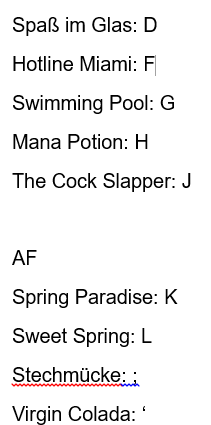 Spaß im Glas: D
Hotline Miami: F
Swimming Pool: G
Mana Potion: H
The Cock Slapper: J
AF
Spring Paradise: K
Sweet Spring: L
Stechmücke: ;
Virgin Colada: ‘